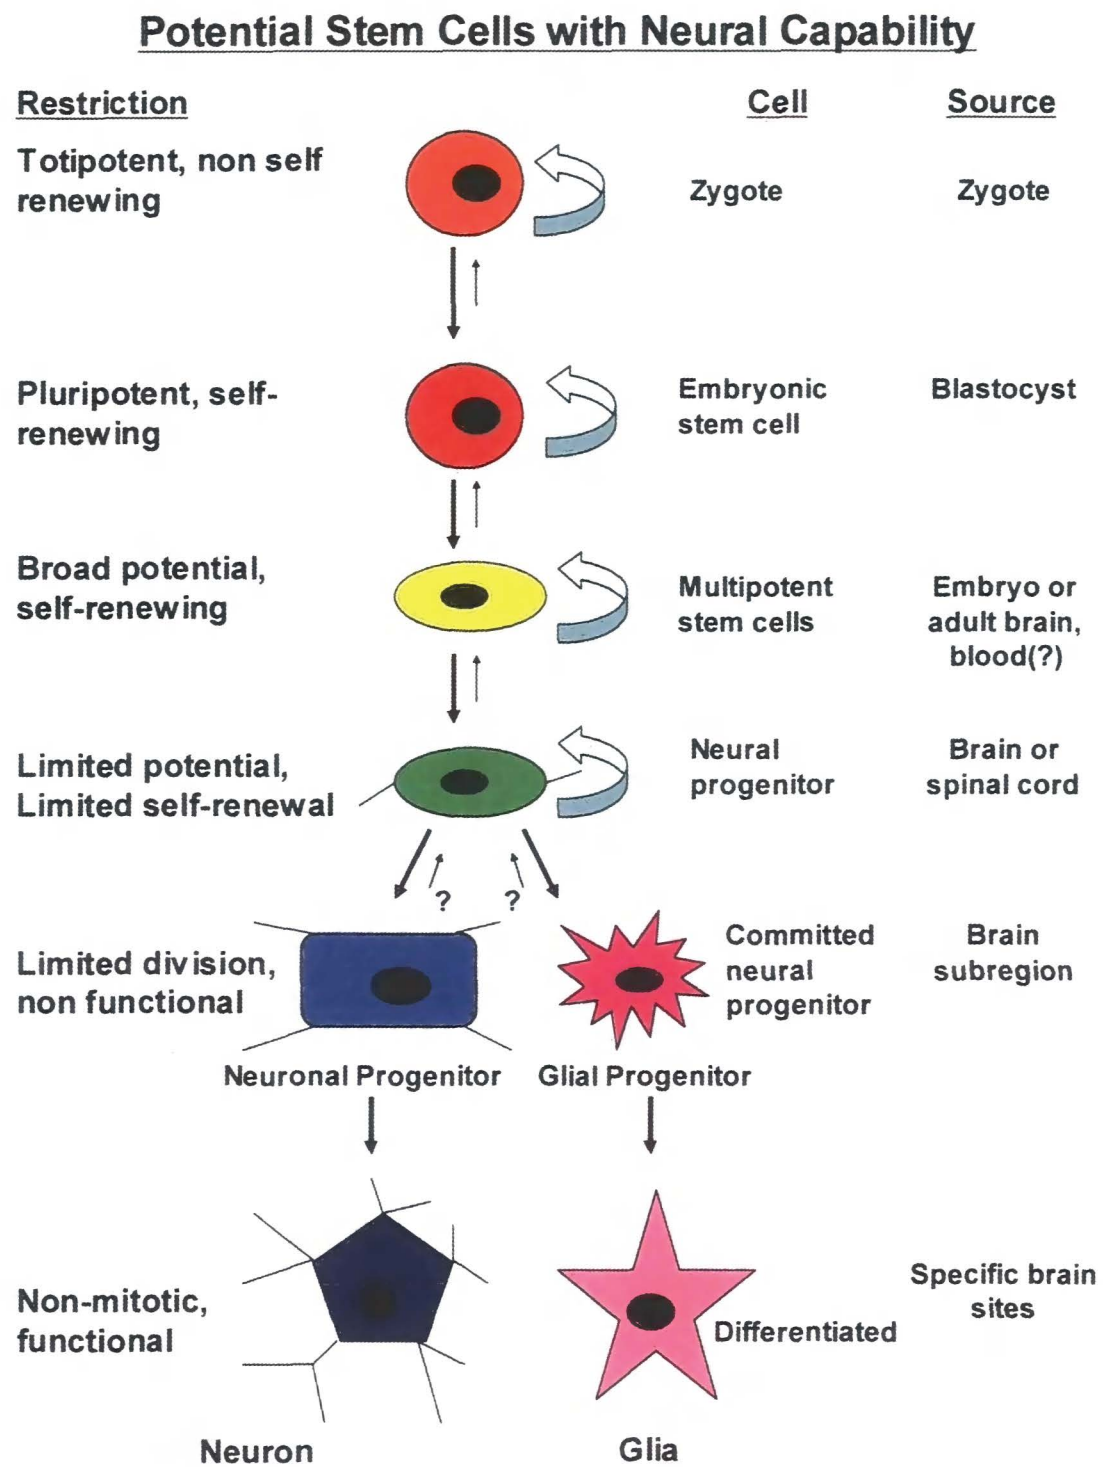 Potential Stem Cells with Neural Capability
Restriction
Cell
Source
Totipotent, non self
renewing
Zygote
Zygote
Pluripotent, self-
renewing
Embryonic
stem cell
Blastocyst
Broad potential,
self-renewing
Multipotent
stem cells
Embryo or
adult brain,
blood(?)
Limited potential,
Limited self-renewal
Neural
progenitor
Brain or
spinal cord
?
?
Limited division,
non functional
Committed
neural
progenitor
Brain
subregion
Neuronal Progenitor
Glial Progenitor
Non-mitotic,
functional
Differentiated
Specific brain
sites
Neuron
Glia